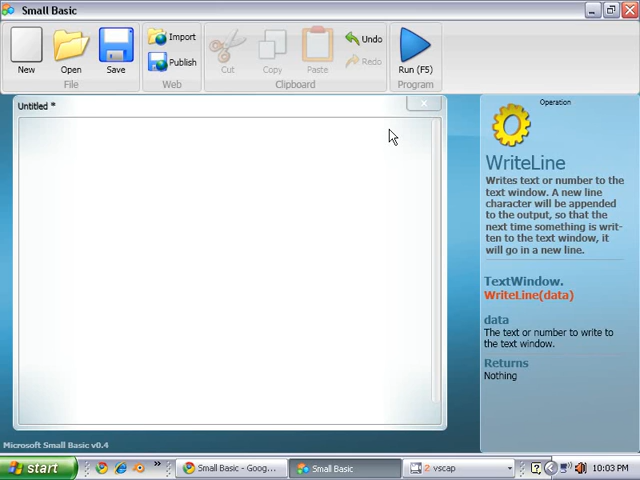 Small Basic
New
Open
Save
Import
Publish
Cut
Copy
Paste
Undo
Redo
Run (F5)
File
Web
Clipboard
Program
Untitled *
Operation
WriteLine
Writes text or number to the
text window. A new line
character will be appended
to the output, so that the
next time something is writ-
ten to the text window, it
will go in a new line.
TextWindow.
WriteLine(data)
data
The text or number to write to
the text window.
Returns
Nothing
Microsoft Small Basic v0.4
start
»
Small Basic - Goog...
Small Basic
2 vscap
10:03 PM